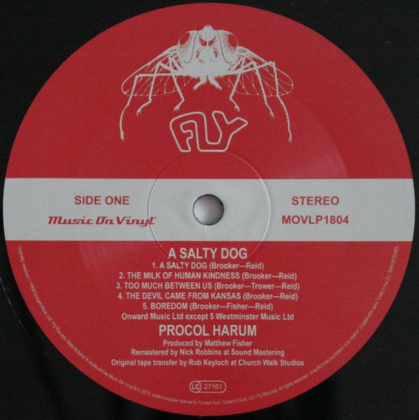 FLY
SIDE ONE
STEREO
Music On Vinyl
MOVLP1804
A SALTY DOG
1. A SALTY DOG (Brooker—Reid)
2. THE MILK OF HUMAN KINDNESS (Brooker—Reid)
3. TOO MUCH BETWEEN US (Brooker—Trower—Reid)
4. THE DEVIL CAME FROM KANSAS (Brooker—Reid)
5. BOREDOM (Brooker—Fisher—Reid)
Onward Music Ltd except 5 Westminster Music Ltd
PROCOL HARUM
Produced by Matthew Fisher
Remastered by Nick Robbins at Sound Mastering
Original tape transfer by Rob Keyloch at Church Walk Studios
LC 27161